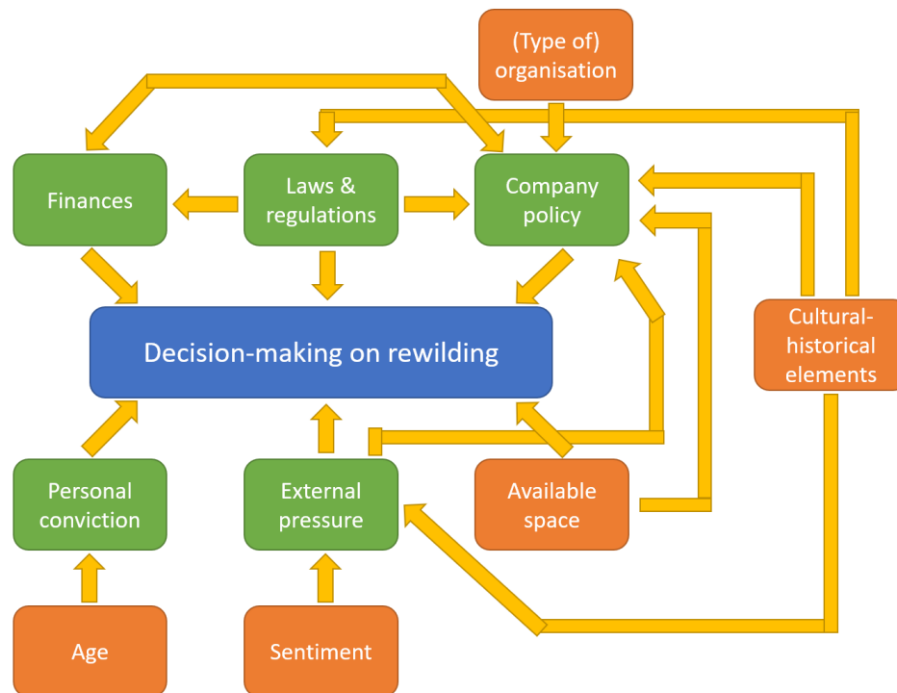 (Type of)
organisation
Finances
Laws &
regulations
Company
policy
Cultural-
historical
elements
Decision-making on rewilding
Personal
conviction
External
pressure
Available
space
Age
Sentiment